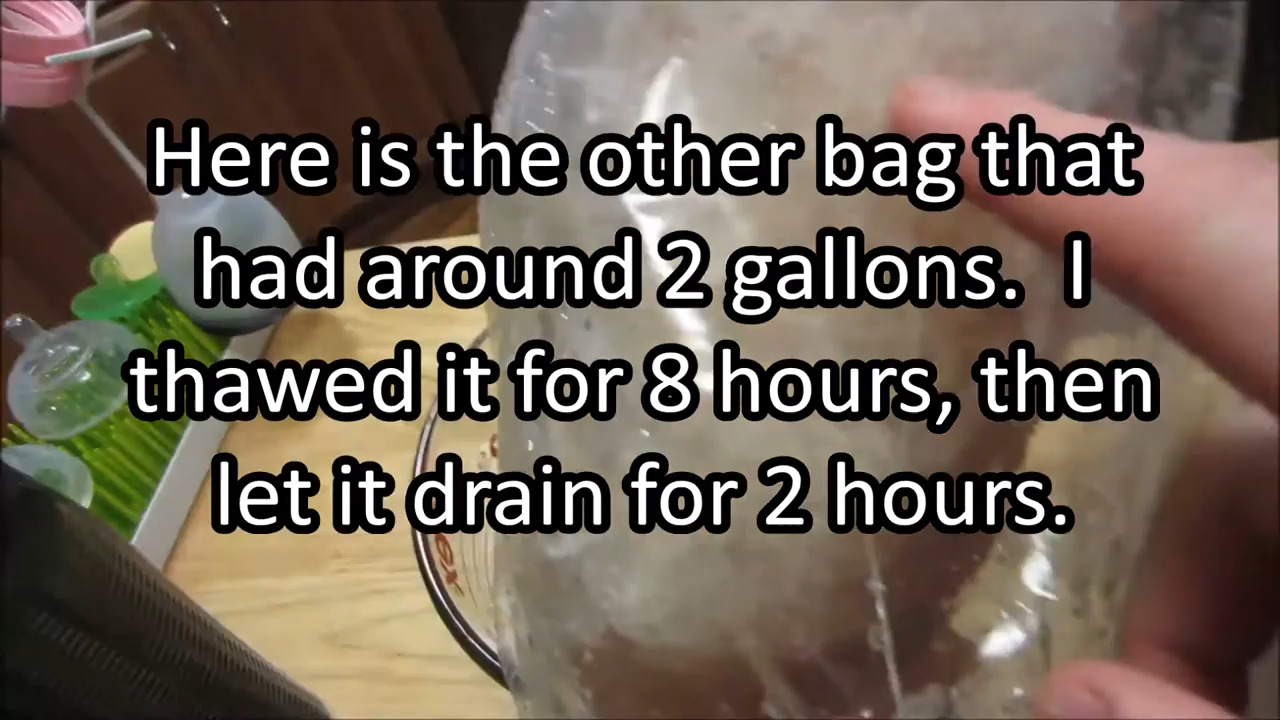 Here is the other bag that
had around 2 gallons.  I
thawed it for 8 hours, then
let it drain for 2 hours.